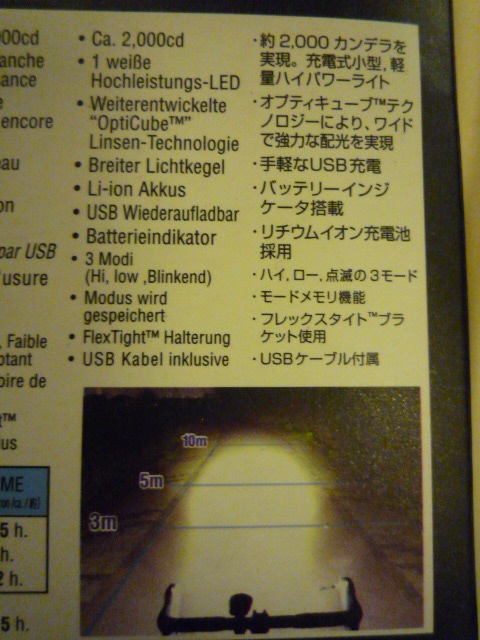 000cd
anche
ance
e
encore
eau
on
par USB
'usure
, Faible
otant
oire de
t™
lus
ME
5 h.
h.
2 h.
5 h.
• Ca. 2,000cd
• 1 weiße
Hochleistungs-LED
• Weiterentwickelte
"OptiCube™"
Linsen-Technologie
• Breiter Lichtkegel
• Li-ion Akkus
• USB Wiederaufladbar
• Batterieindikator
• 3 Modi
(Hi, low ,Blinkend)
• Modus wird
gespeichert
• FlexTight™ Halterung
• USB Kabel inklusive
・約2,000 カンデラを
実現。充電式小型,軽
量ハイパワーライト
・オプティキューブ™テク
ノロジーにより、ワイド
で強力な配光を実現
・手軽なUSB充電
・バッテリーインジ
ケータ搭載
・リチウムイオン充電池
採用
・ハイ,ロー,点滅の3モード
・モードメモリ機能
・フレックスタイト™ブラ
ケット使用
・USBケーブル付属
10m
5m
3m